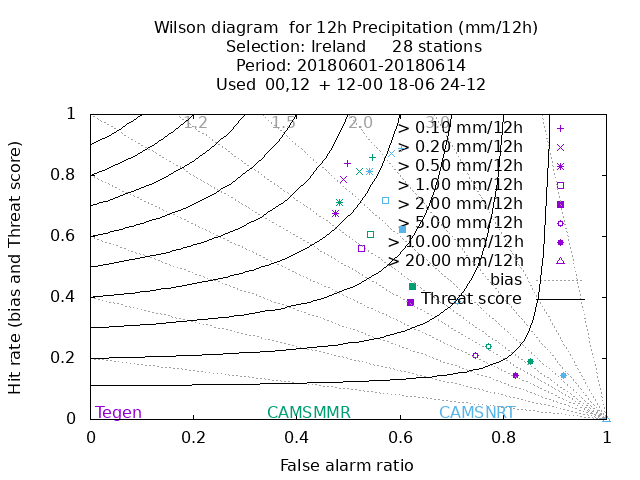 Wilson diagram  for 12h Precipitation (mm/12h)
Selection: Ireland     28 stations
Period: 20180601-20180614
Used  00,12  + 12-00 18-06 24-12
Hit rate (bias and Threat score)
1
0.8
0.6
0.4
0.2
0
1.2 1.5 2.0 3.0
> 0.10 mm/12h
> 0.20 mm/12h
> 0.50 mm/12h
> 1.00 mm/12h
> 2.00 mm/12h
> 5.00 mm/12h
> 10.00 mm/12h
> 20.00 mm/12h
bias
Threat score
Tegen CAMSMMR CAMSNRT
0 0.2 0.4 0.6 0.8 1
False alarm ratio